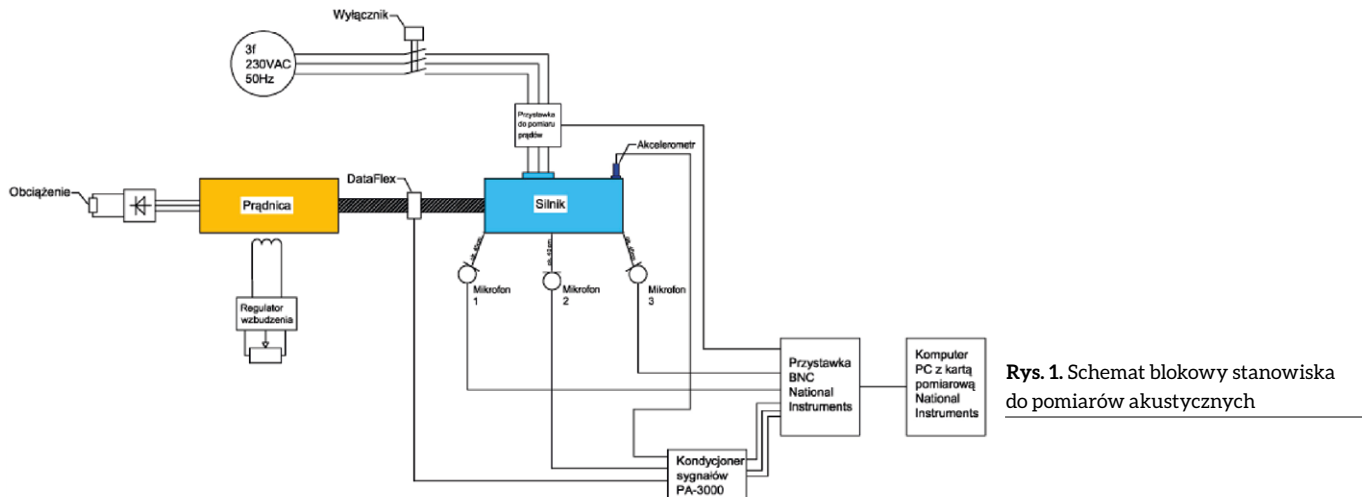 Wyłącznik
3f
230VAC
50Hz
Przystawka
do pomiaru
prądów
Akcelerometr
Obciążenie
DataFlex
Prądnica
Silnik
Mikrofon
1
Mikrofon
2
Mikrofon
3
Regulator
wzbudzenia
Przystawka
BNC
National
Instruments
Komputer
PC z kartą
pomiarową
National
Instruments
Kondycjoner
sygnałów
PA-3000
Rys. 1. Schemat blokowy stanowiska
do pomiarów akustycznych